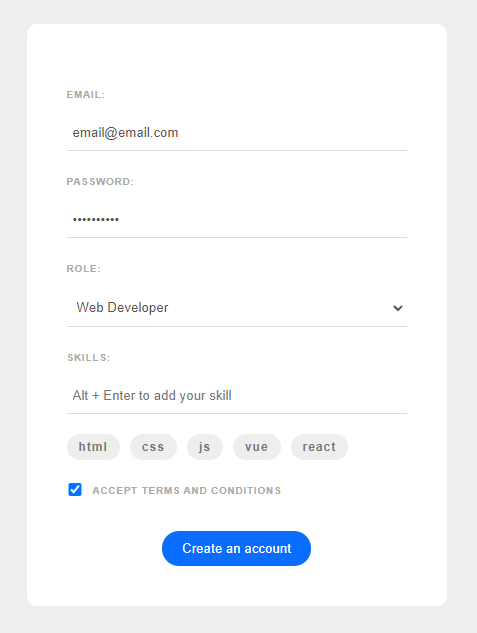 EMAIL:
email@email.com
PASSWORD:
••••••••••
ROLE:
Web Developer
SKILLS:
Alt + Enter to add your skill
html css js vue react
ACCEPT TERMS AND CONDITIONS
Create an account